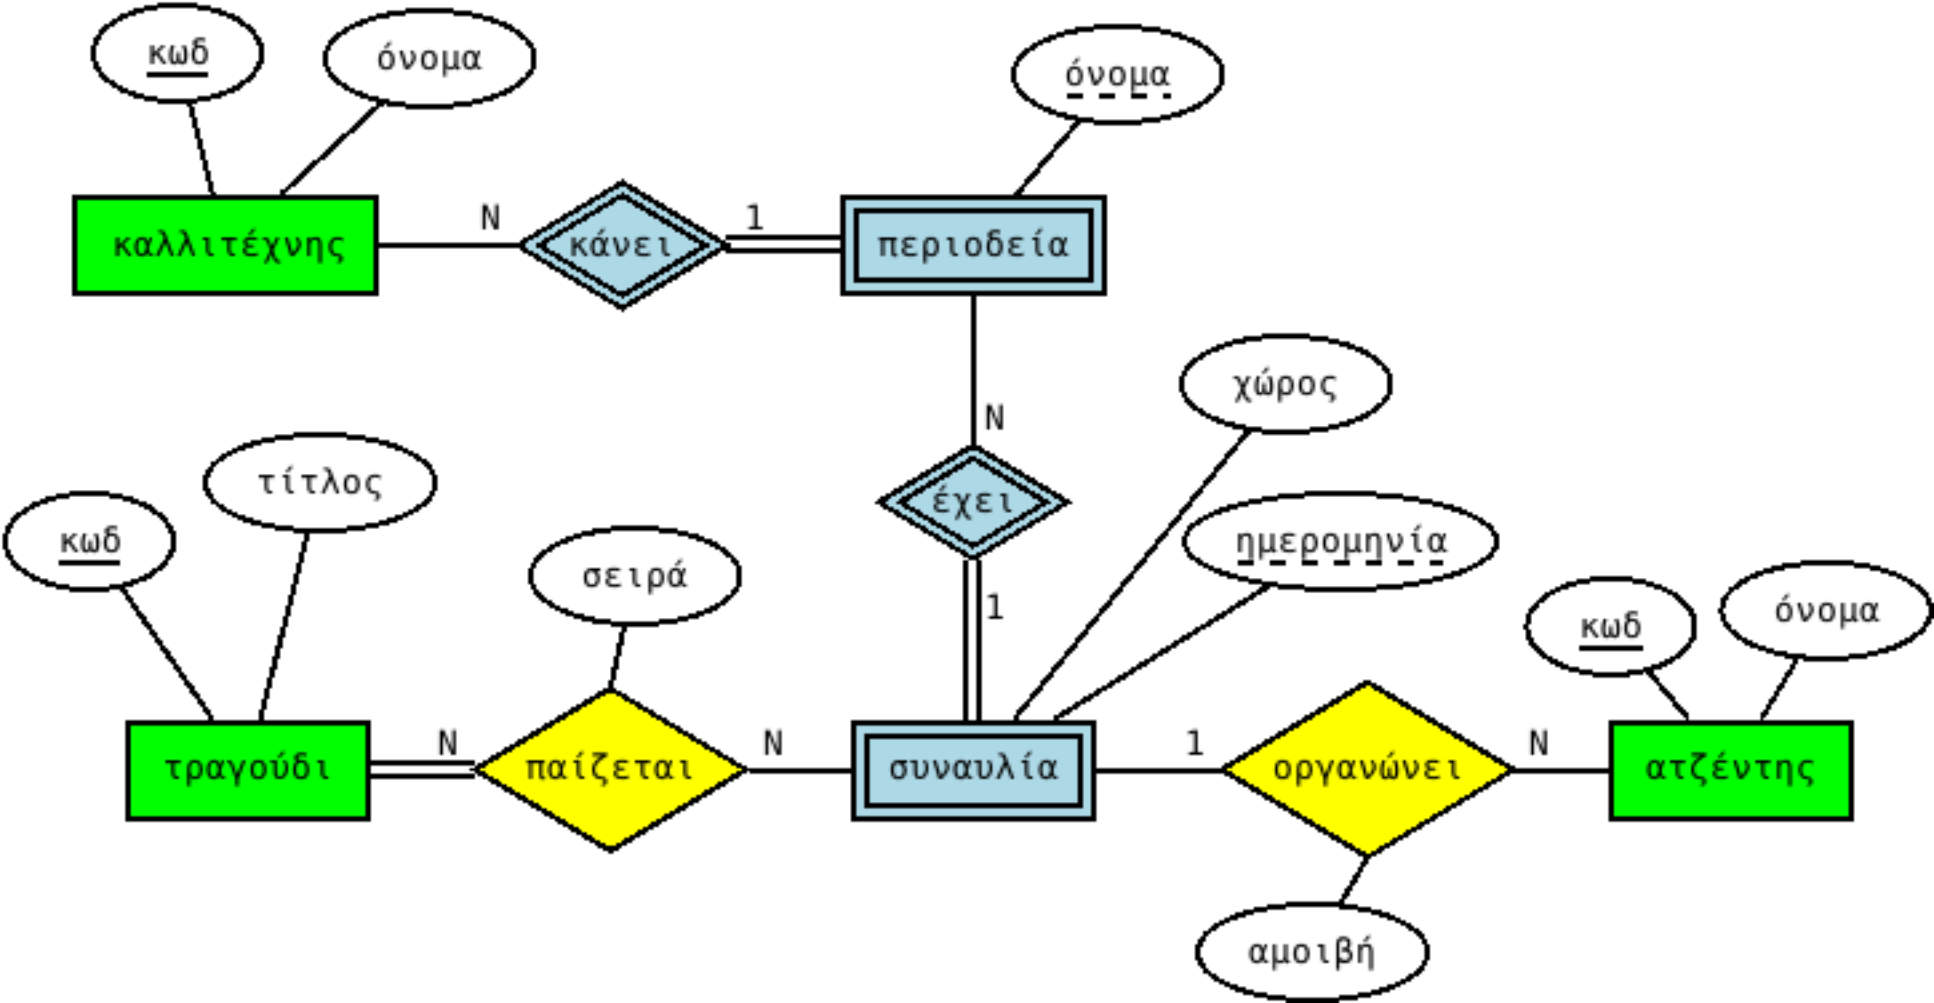 κωδ
όνομα
όνομα
καλλιτέχνης
N
κάνει
1
περιοδεία
N
χώρος
έχει
τίτλος
κωδ
ημερομηνία
σειρά
1
κωδ
όνομα
τραγούδι
N
παίζεται
N
συναυλία
1
οργανώνει
N
ατζέντης
αμοιβή